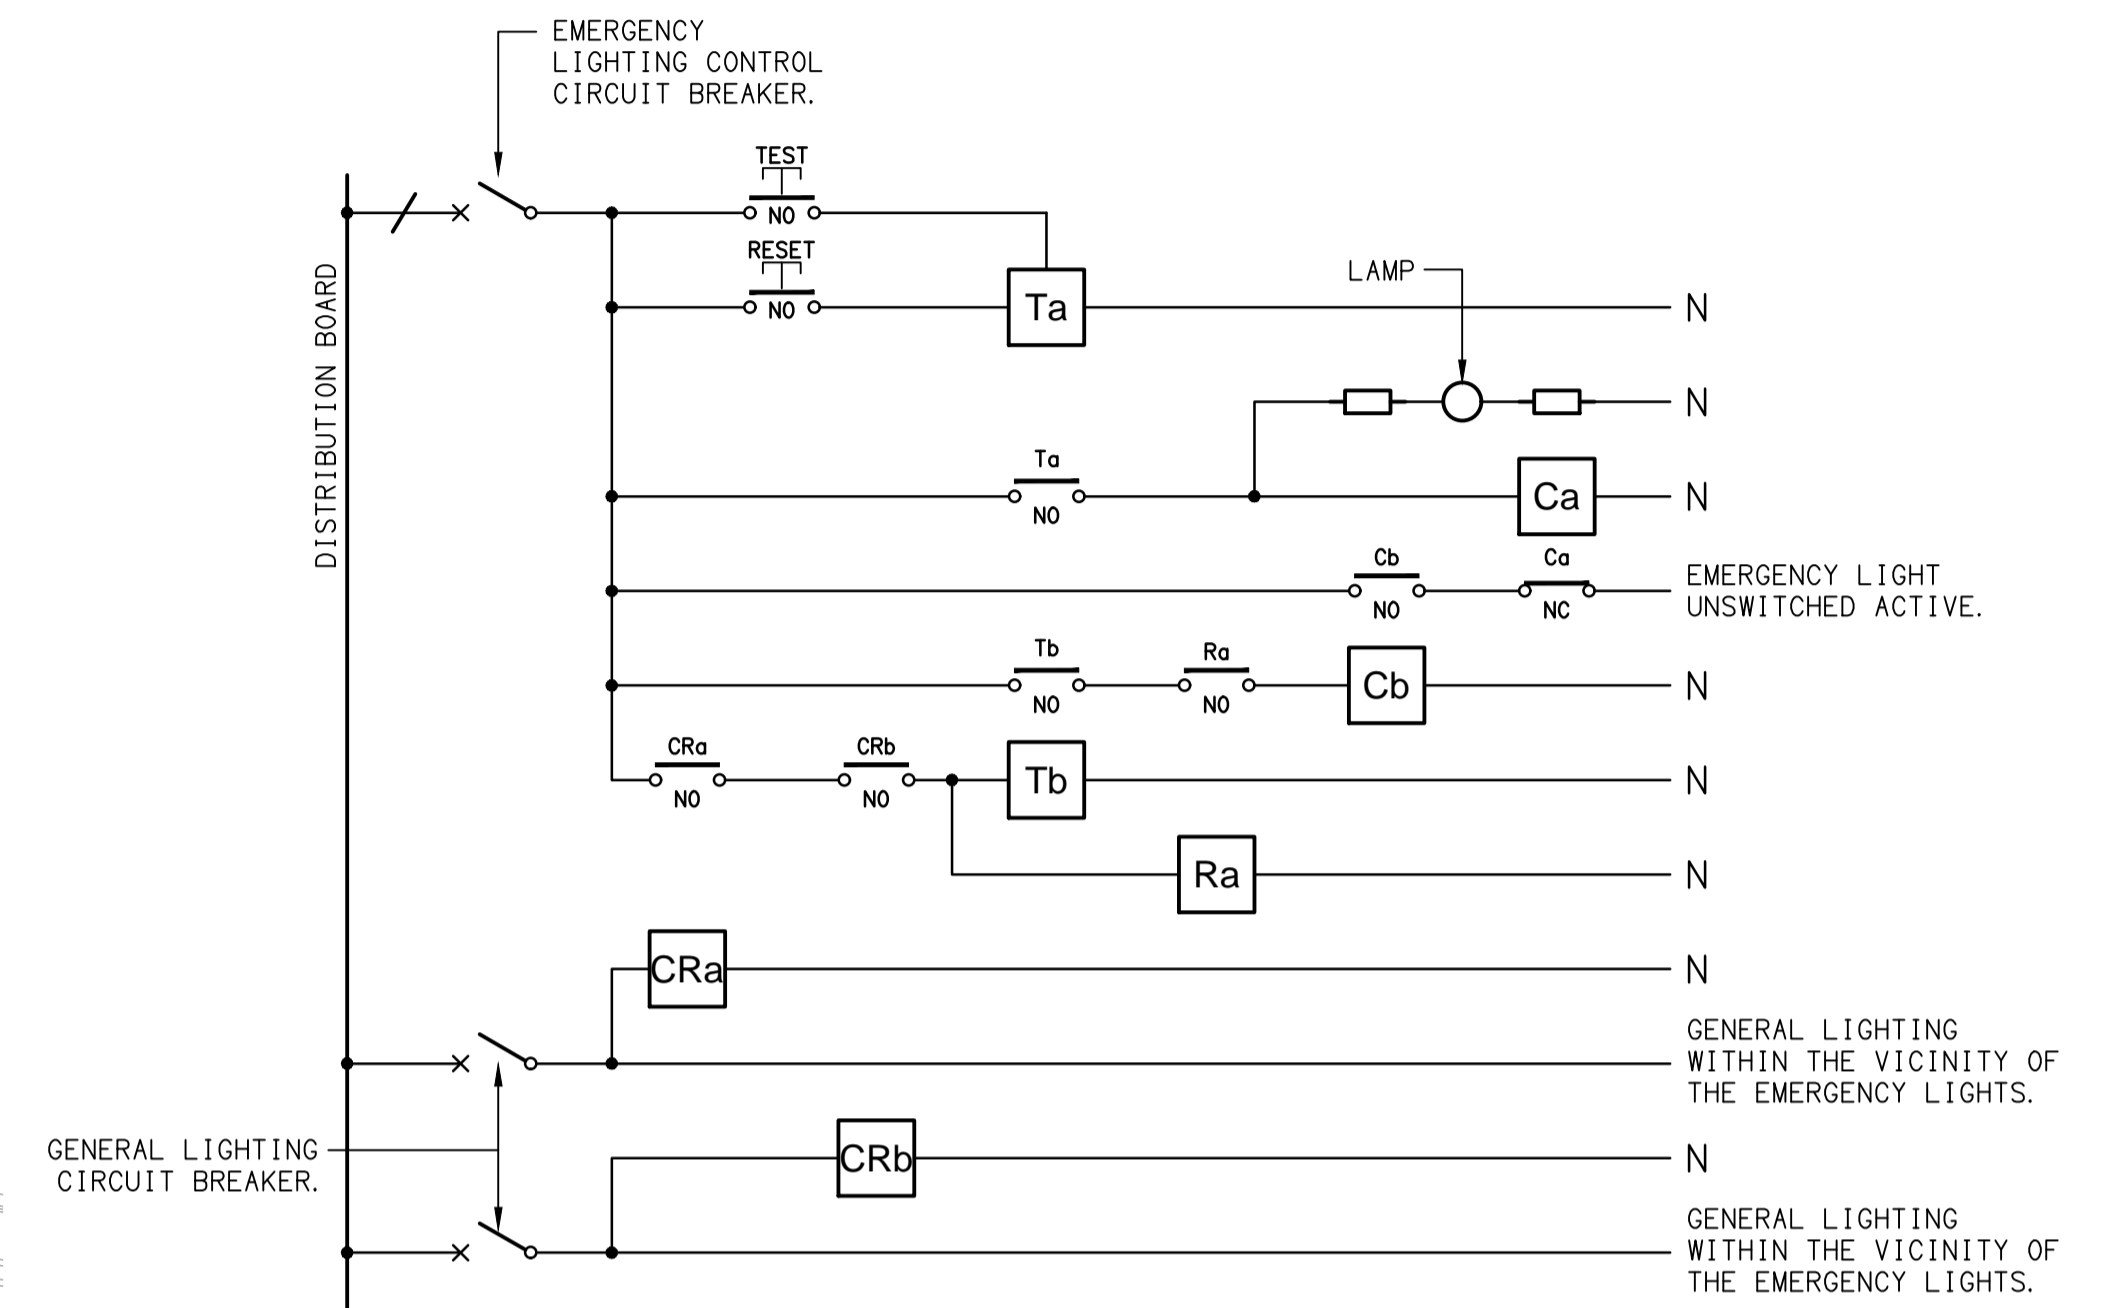 EMERGENCY
LIGHTING CONTROL
CIRCUIT BREAKER.
TEST
NO
RESET
NO
Ta
N
LAMP
N
Ta
NO
Ca
N
Cb
NO
Ca
NC
EMERGENCY LIGHT
UNSWITCHED ACTIVE.
Tb
NO
Ra
NO
Cb
N
CRa
NO
CRb
NO
Tb
N
Ra
N
CRa
N
GENERAL LIGHTING
WITHIN THE VICINITY OF
THE EMERGENCY LIGHTS.
CRb
N
GENERAL LIGHTING
WITHIN THE VICINITY OF
THE EMERGENCY LIGHTS.
DISTRIBUTION BOARD
GENERAL LIGHTING
CIRCUIT BREAKER.